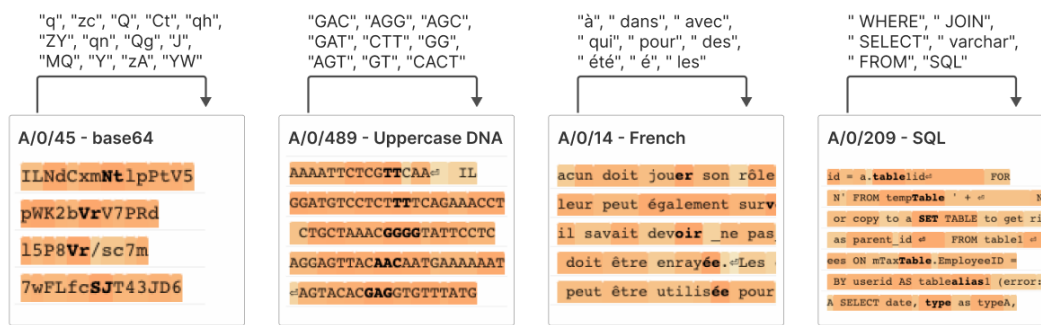 "q", "zc", "Q", "Ct", "qh",
"ZY", "qn", "Qg", "J",
"MQ", "Y", "zA", "YW"
A/0/45 - base64
ILNdCxmNtlpPtV5
pWK2bVrV7PRd
l5P8Vr/sc7m
7wFLfcSJT43JD6
"GAC", "AGG", "AGC",
"GAT", "CTT", "GG",
"AGT", "GT", "CACT"
A/0/489 - Uppercase DNA
AAAATTCTCGTTCAA⏎ IL
GGATGTCCTCTTTTCAGAAACCT
CTGCTAAACGGGGTATTCCTC
AGGAGTTACAACAATGAAAAAAT
⏎AGTACACGGAGGTGTTTATG
"à", " dans", " avec",
" qui", " pour", " des",
" été", " é", " les"
A/0/14 - French
acun doit jouer son rôle
leur peut également surv
il savait devoir _ne pas
doit être enrayée.⏎Les
peut être utilisée pour
" WHERE", " JOIN",
" SELECT", " varchar",
" FROM", "SQL"
A/0/209 - SQL
id = a.tablelid⏎ FOR
N' FROM tempTable ' + ⏎ N
or copy to a SET TABLE to get ri
as parent_id ⏎ FROM table1 ⏎
ees ON mTaxTable.EmployeeID =
BY userid AS tablealias1 (error:
A SELECT date, type as typeA,